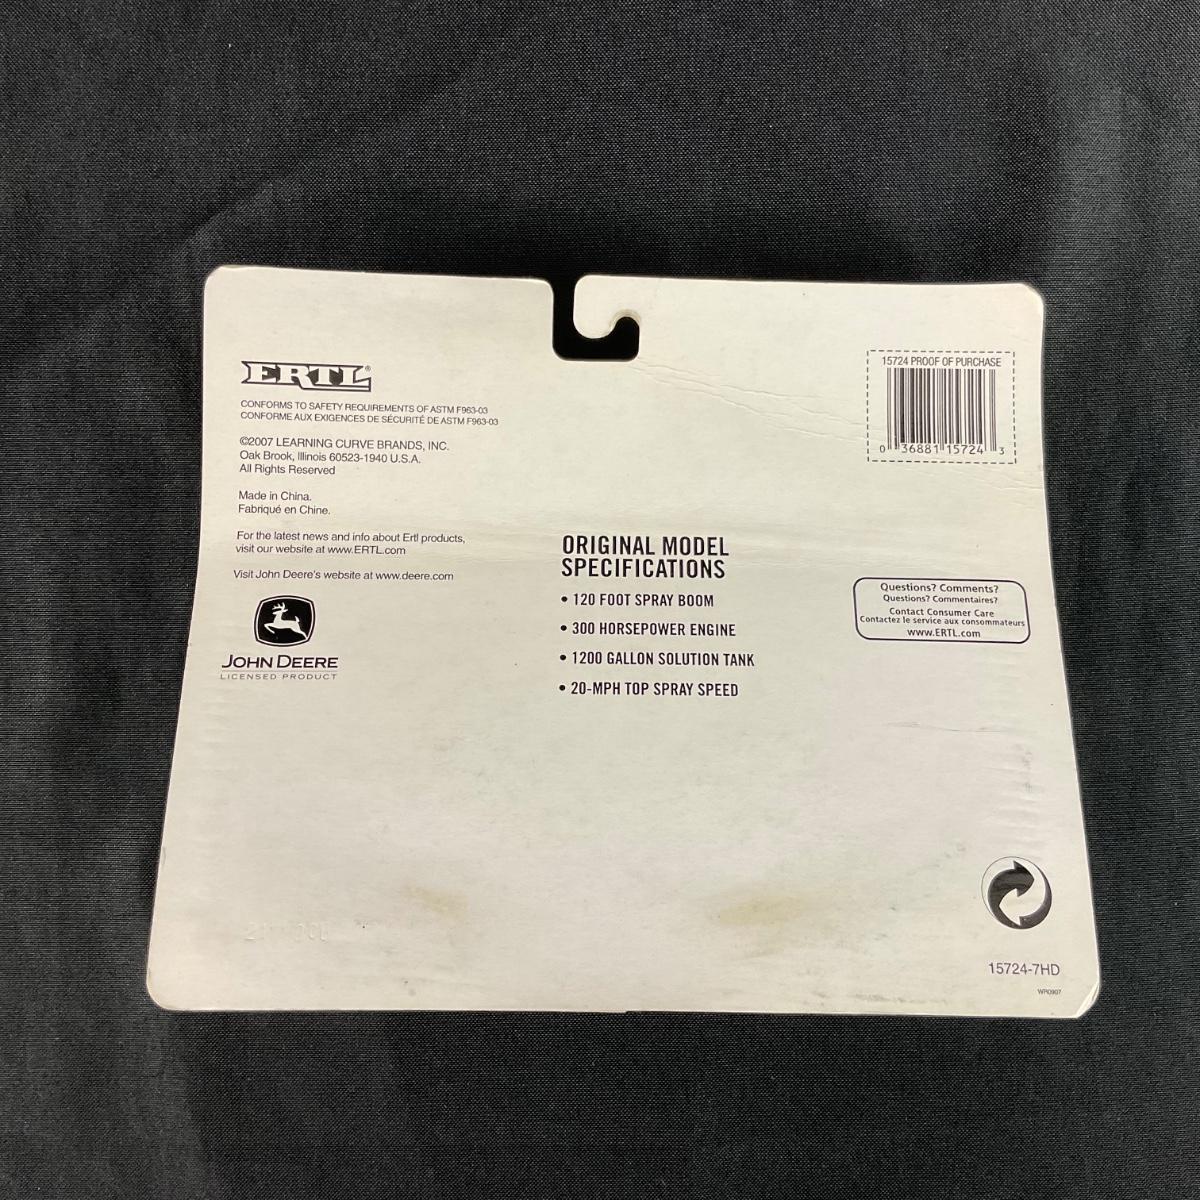 ERTL®
CONFORMS TO SAFETY REQUIREMENTS OF ASTM F963-03
CONFORME AUX EXIGENCES DE SÉCURITÉ DE ASTM F963-03
©2007 LEARNING CURVE BRANDS, INC.
Oak Brook, Illinois 60523-1940 U.S.A.
All Rights Reserved
Made in China.
Fabriqué en Chine.
For the latest news and info about Ertl products,
visit our website at www.ERTL.com
Visit John Deere's website at www.deere.com
JOHN DEERE
LICENSED PRODUCT
ORIGINAL MODEL
SPECIFICATIONS
• 120 FOOT SPRAY BOOM
• 300 HORSEPOWER ENGINE
• 1200 GALLON SOLUTION TANK
• 20-MPH TOP SPRAY SPEED
15724 PROOF OF PURCHASE
0 36881 15724 3
Questions? Comments?
Questions? Commentaires?
Contact Consumer Care
Contactez le service aux consommateurs
www.ERTL.com
15724-7HD
WP0907